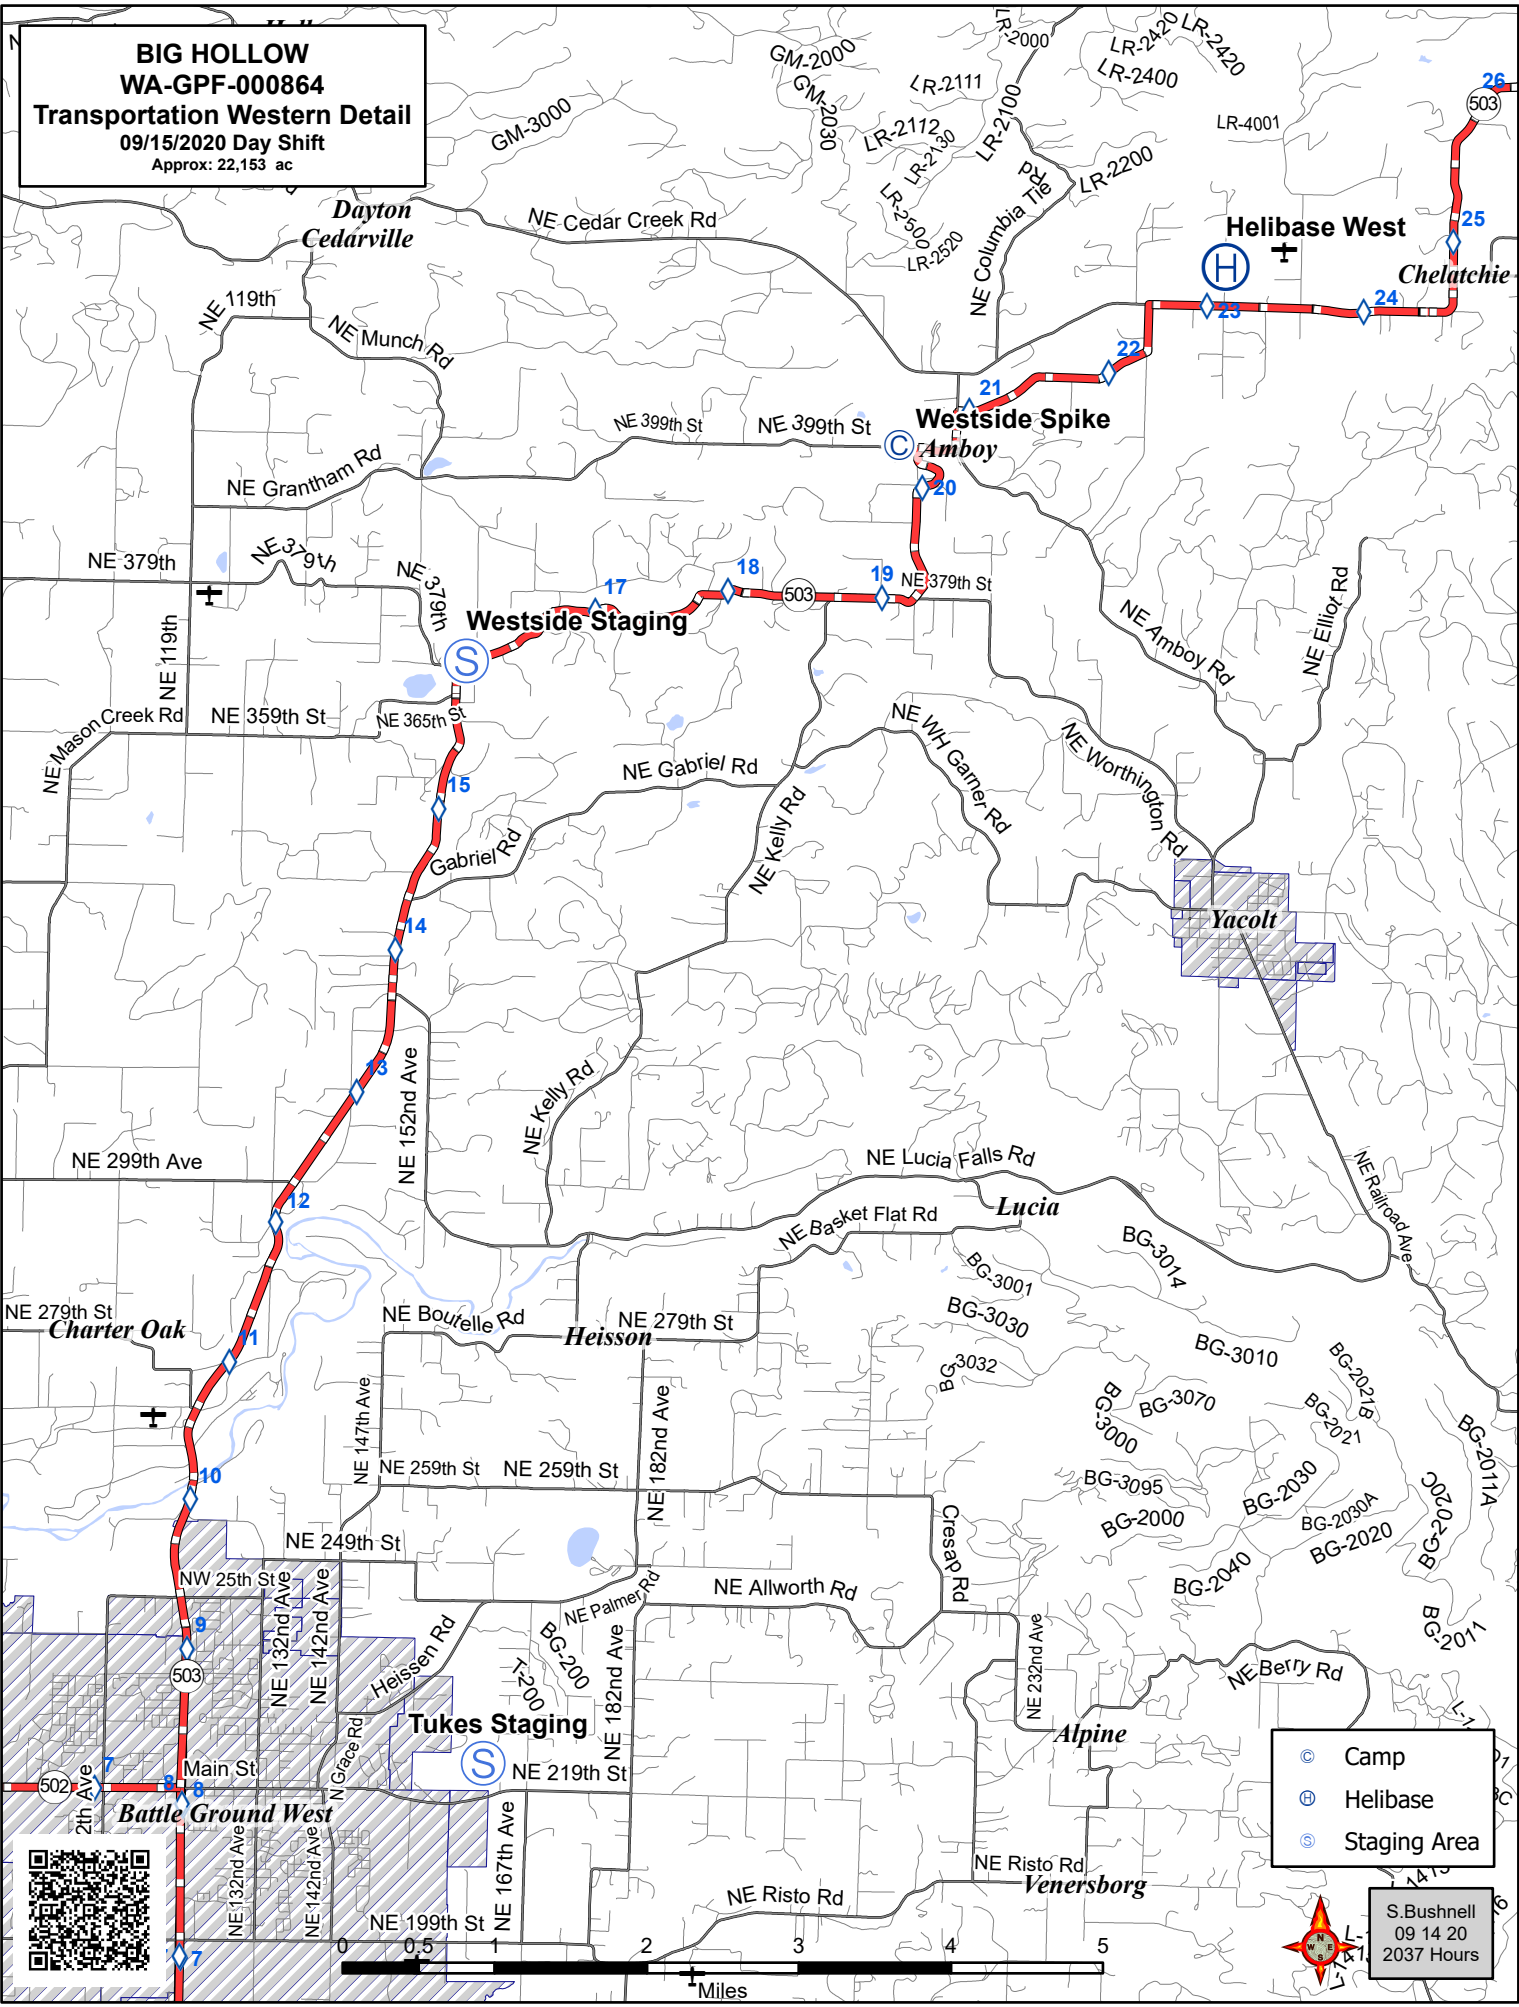 BIG HOLLOW
WA-GPF-000864
Transportation Western Detail
09/15/2020 Day Shift
Approx: 22,153 ac
GM-2000
LR-2000
LR-2420
LR-2420
LR-2400
GM-2030
LR-2111
LR-2100
26
503
GM-3000
LR-2112
LR-2130
LR-4001
LR-2200
Dayton
Cedarville
NE Cedar Creek Rd
LR-2500
LR-2520
NE Columbia Tie Rd
Helibase West
H
25
Chelatchie
NE 119th
NE Munch Rd
23
24
22
21
NE 399th St
NE 399th St
Westside Spike
C
Amboy
NE Grantham Rd
20
NE 379th
NE 379th
NE 379th
17
18
503
19
NE 379th St
Westside Staging
S
NE 119th
NE Amboy Rd
NE Elliot Rd
NE Mason Creek Rd
NE 359th St
NE 365th St
NE WH Garner Rd
NE Worthington Rd
NE Gabriel Rd
15
NE Kelly Rd
Gabriel Rd
14
Yacolt
13
NE 152nd Ave
NE Kelly Rd
NE 299th Ave
NE Lucia Falls Rd
NE Railroad Ave
12
Lucia
NE Basket Flat Rd
BG-3014
BG-3001
NE 279th St
Charter Oak
NE Boutelle Rd
Heisson
NE 279th St
BG-3030
11
BG-3010
BG-3032
BG-2021B
NE 147th Ave
NE 182nd Ave
BG-3000
BG-3070
BG-2021
BG-2011A
10
NE 259th St
NE 259th St
BG-3095
BG-2030
BG-2030A
BG-2000
BG-2020
BG-2020C
NE 249th St
Cresap Rd
NW 25th St
NE Allworth Rd
BG-2040
NE Palmer Rd
9
503
NE 132nd Ave
NE 142nd Ave
Heissen Rd
BG-200
T-200
NE 182nd Ave
NE 232nd Ave
BG-2011
NE Berry Rd
Tukes Staging
S
Alpine
N Grace Rd
NE 219th St
7
502
8
8
Main St
Battle Ground West
NE 132nd Ave
NE 142nd Ave
NE 167th Ave
C Camp
H Helibase
S Staging Area
NE Risto Rd
Venersborg
NE Risto Rd
NE 199th St
7
0 0.5 1 2 3 4 5
Miles
N
W E
S
S.Bushnell
09 14 20
2037 Hours